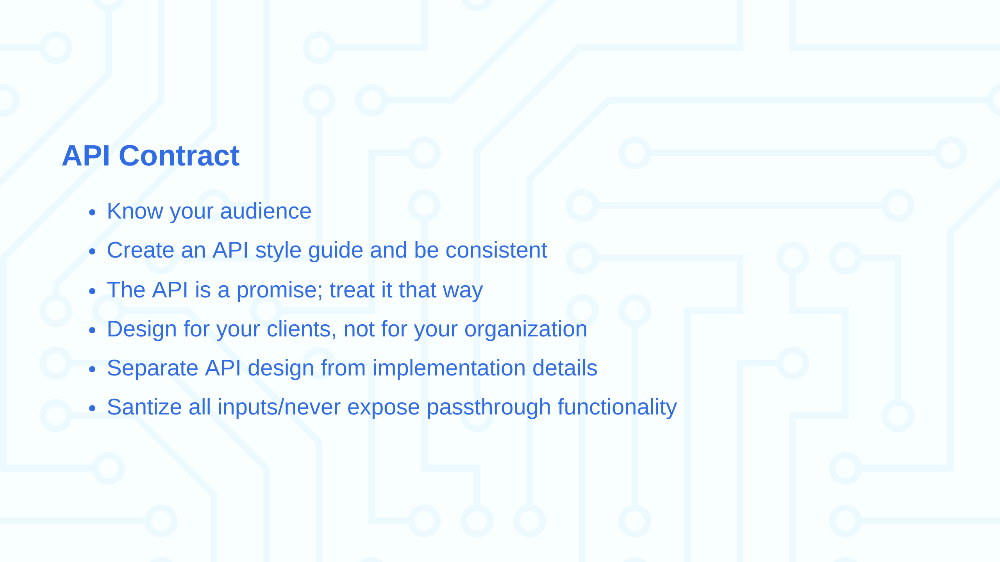 API Contract
• Know your audience
• Create an API style guide and be consistent
• The API is a promise; treat it that way
• Design for your clients, not for your organization
• Separate API design from implementation details
• Santize all inputs/never expose passthrough functionality